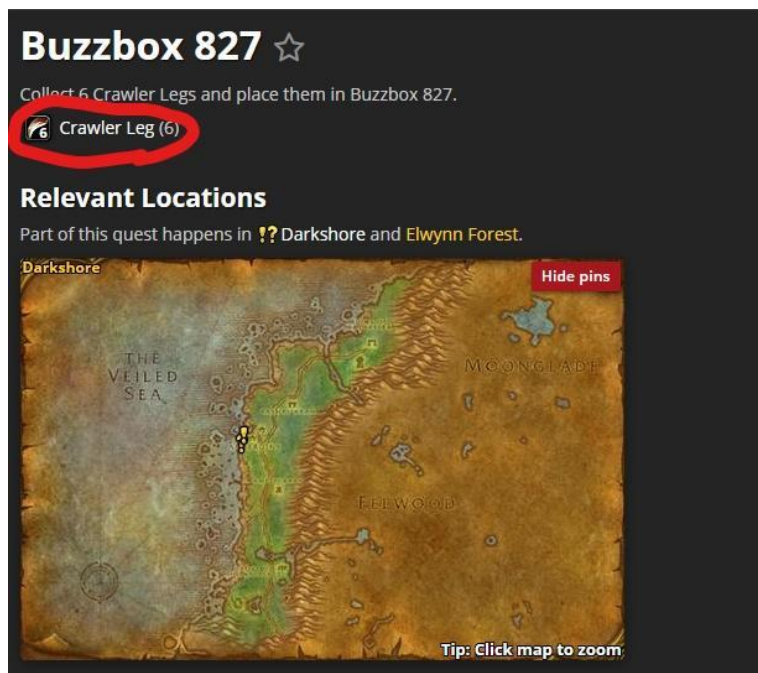 Buzzbox 827
Collect 6 Crawler Legs and place them in Buzzbox 827.
6 Crawler Leg (6)
Relevant Locations
Part of this quest happens in !? Darkshore and Elwynn Forest.
Darkshore
Hide pins
THE
VEILED
SEA
MOONGLADE
FELWOOD
Tip: Click map to zoom